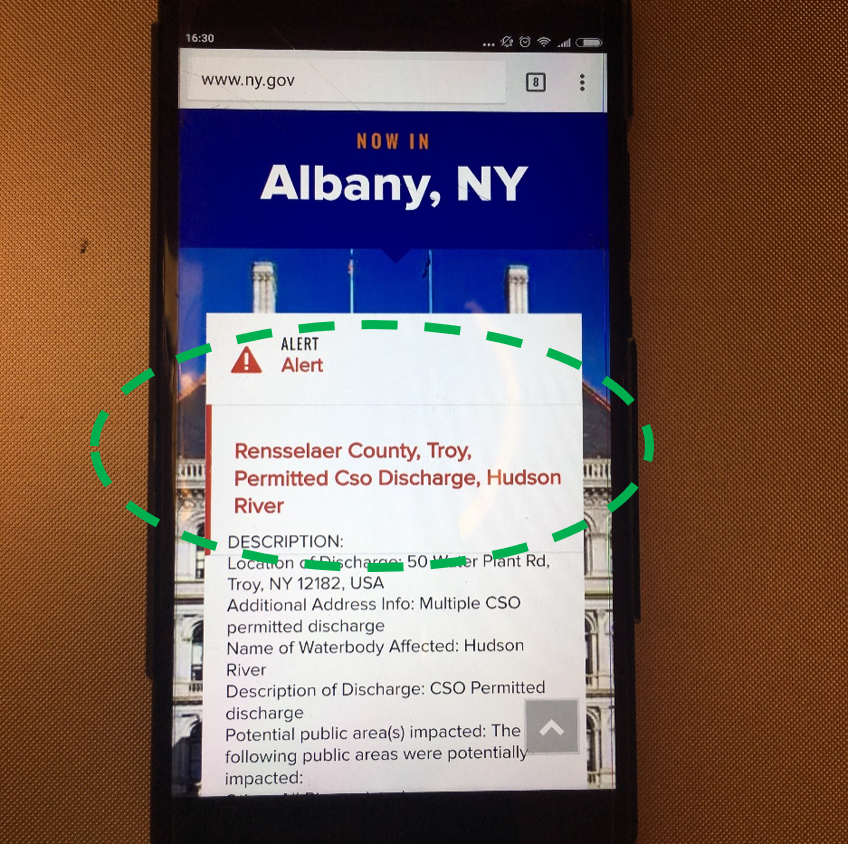 16:30
www.ny.gov
8
NOW IN
Albany, NY
ALERT
Alert
Rensselaer County, Troy,
Permitted Cso Discharge, Hudson
River
DESCRIPTION:
Location of Discharge: 50 Water Plant Rd,
Troy, NY 12182, USA
Additional Address Info: Multiple CSO
permitted discharge
Name of Waterbody Affected: Hudson
River
Description of Discharge: CSO Permitted
discharge
Potential public area(s) impacted: The
following public areas were potentially
impacted: